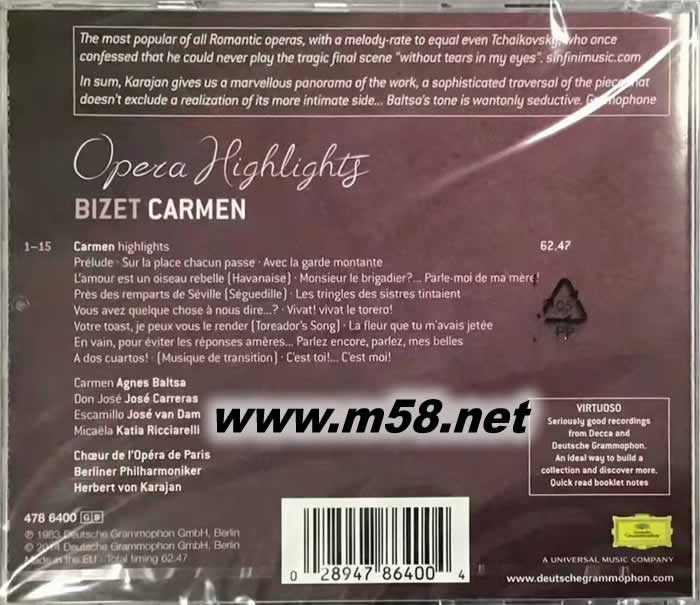 The most popular of all Romantic operas, with a melody-rate to equal even Tchaikovsky, who once
confessed that he could never play the tragic final scene "without tears in my eyes". sinfinimusic.com
In sum, Karajan gives us a marvellous panorama of the work, a sophisticated traversal of the piece that
doesn't exclude a realization of its more intimate side... Baltsa's tone is wantonly seductive. Gramophone
Opera Highlights
BIZET CARMEN
1–15 Carmen highlights 62.47
Prélude · Sur la place chacun passe · Avec la garde montante
L'amour est un oiseau rebelle (Havanaise) · Monsieur le brigadier?... Parle-moi de ma mère!
Près des remparts de Séville (Séguedille) · Les tringles des sistres tintaient
Vous avez quelque chose à nous dire...? · Vivat! vivat le torero!
Votre toast, je peux vous le render (Toreador's Song) · La fleur que tu m'avais jetée
En vain, pour éviter les réponses amères... Parlez encore, parlez, mes belles
A dos cuartos! · (Musique de transition) · C'est toi!... C'est moi!
05
PP
Carmen Agnes Baltsa
Don José José Carreras
Escamillo José van Dam
Micaëla Katia Ricciarelli
www.m58.net
Chœur de l'Opéra de Paris
Berliner Philharmoniker
Herbert von Karajan
VIRTUOSO
Seriously good recordings
from Decca and
Deutsche Grammophon.
An ideal way to build a
collection and discover more.
Quick read booklet notes
478 6400 GB
℗ 1983 Deutsche Grammophon GmbH, Berlin
© 2014 Deutsche Grammophon GmbH, Berlin
Made in the EU · Total timing 62.47
0 28947 86400 4
Deutsche
Grammophon
A UNIVERSAL MUSIC COMPANY
www.deutschegrammophon.com